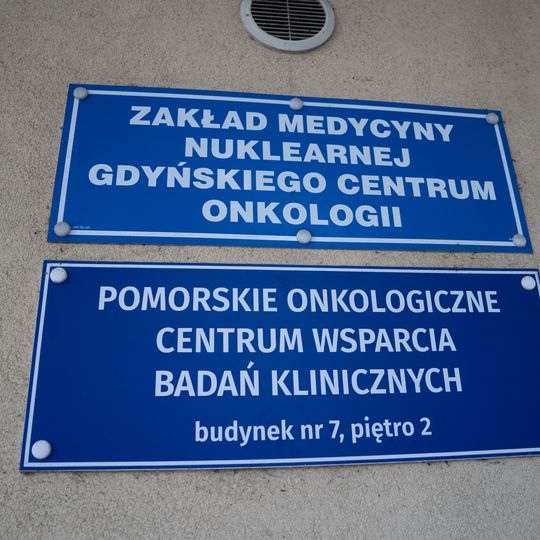 ZAKŁAD MEDYCYNY
NUKLEARNEJ
GDYŃSKIEGO CENTRUM
ONKOLOGII
POMORSKIE ONKOLOGICZNE
CENTRUM WSPARCIA
BADAŃ KLINICZNYCH
budynek nr 7, piętro 2